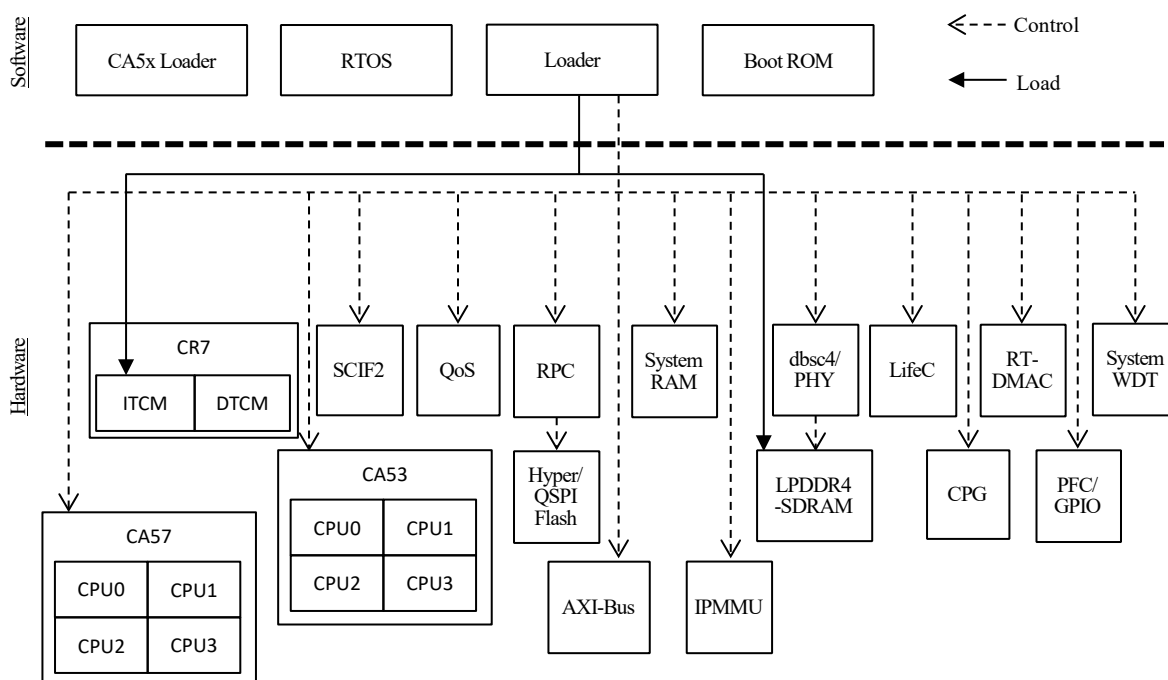 Software
CA5x Loader
RTOS
Loader
Boot ROM
Control
Load
Hardware
CR7
ITCM
DTCM
SCIF2
QoS
RPC
System
RAM
dbsc4/
PHY
LifeC
RT-
DMAC
System
WDT
CA53
CPU0
CPU1
CPU2
CPU3
Hyper/
QSPI
Flash
LPDDR4
-SDRAM
CPG
PFC/
GPIO
CA57
CPU0
CPU1
CPU2
CPU3
AXI-Bus
IPMMU